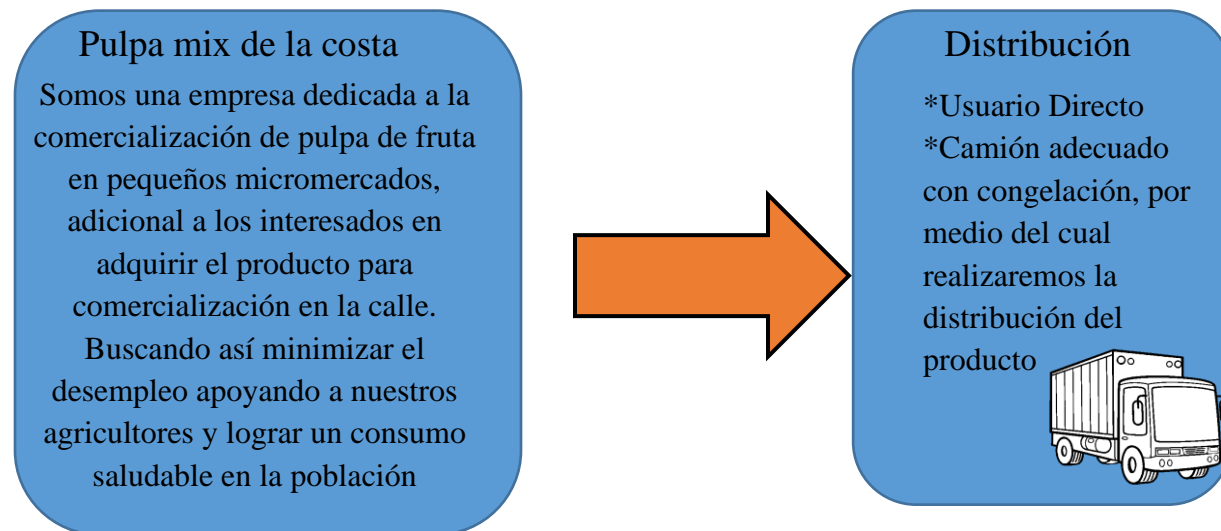 Pulpa mix de la costa
Somos una empresa dedicada a la
comercialización de pulpa de fruta
en pequeños micromercados,
adicional a los interesados en
adquirir el producto para
comercialización en la calle.
Buscando así minimizar el
desempleo apoyando a nuestros
agricultores y lograr un consumo
saludable en la población
Distribución
*Usuario Directo
*Camión adecuado
con congelación, por
medio del cual
realizaremos la
distribución del
producto